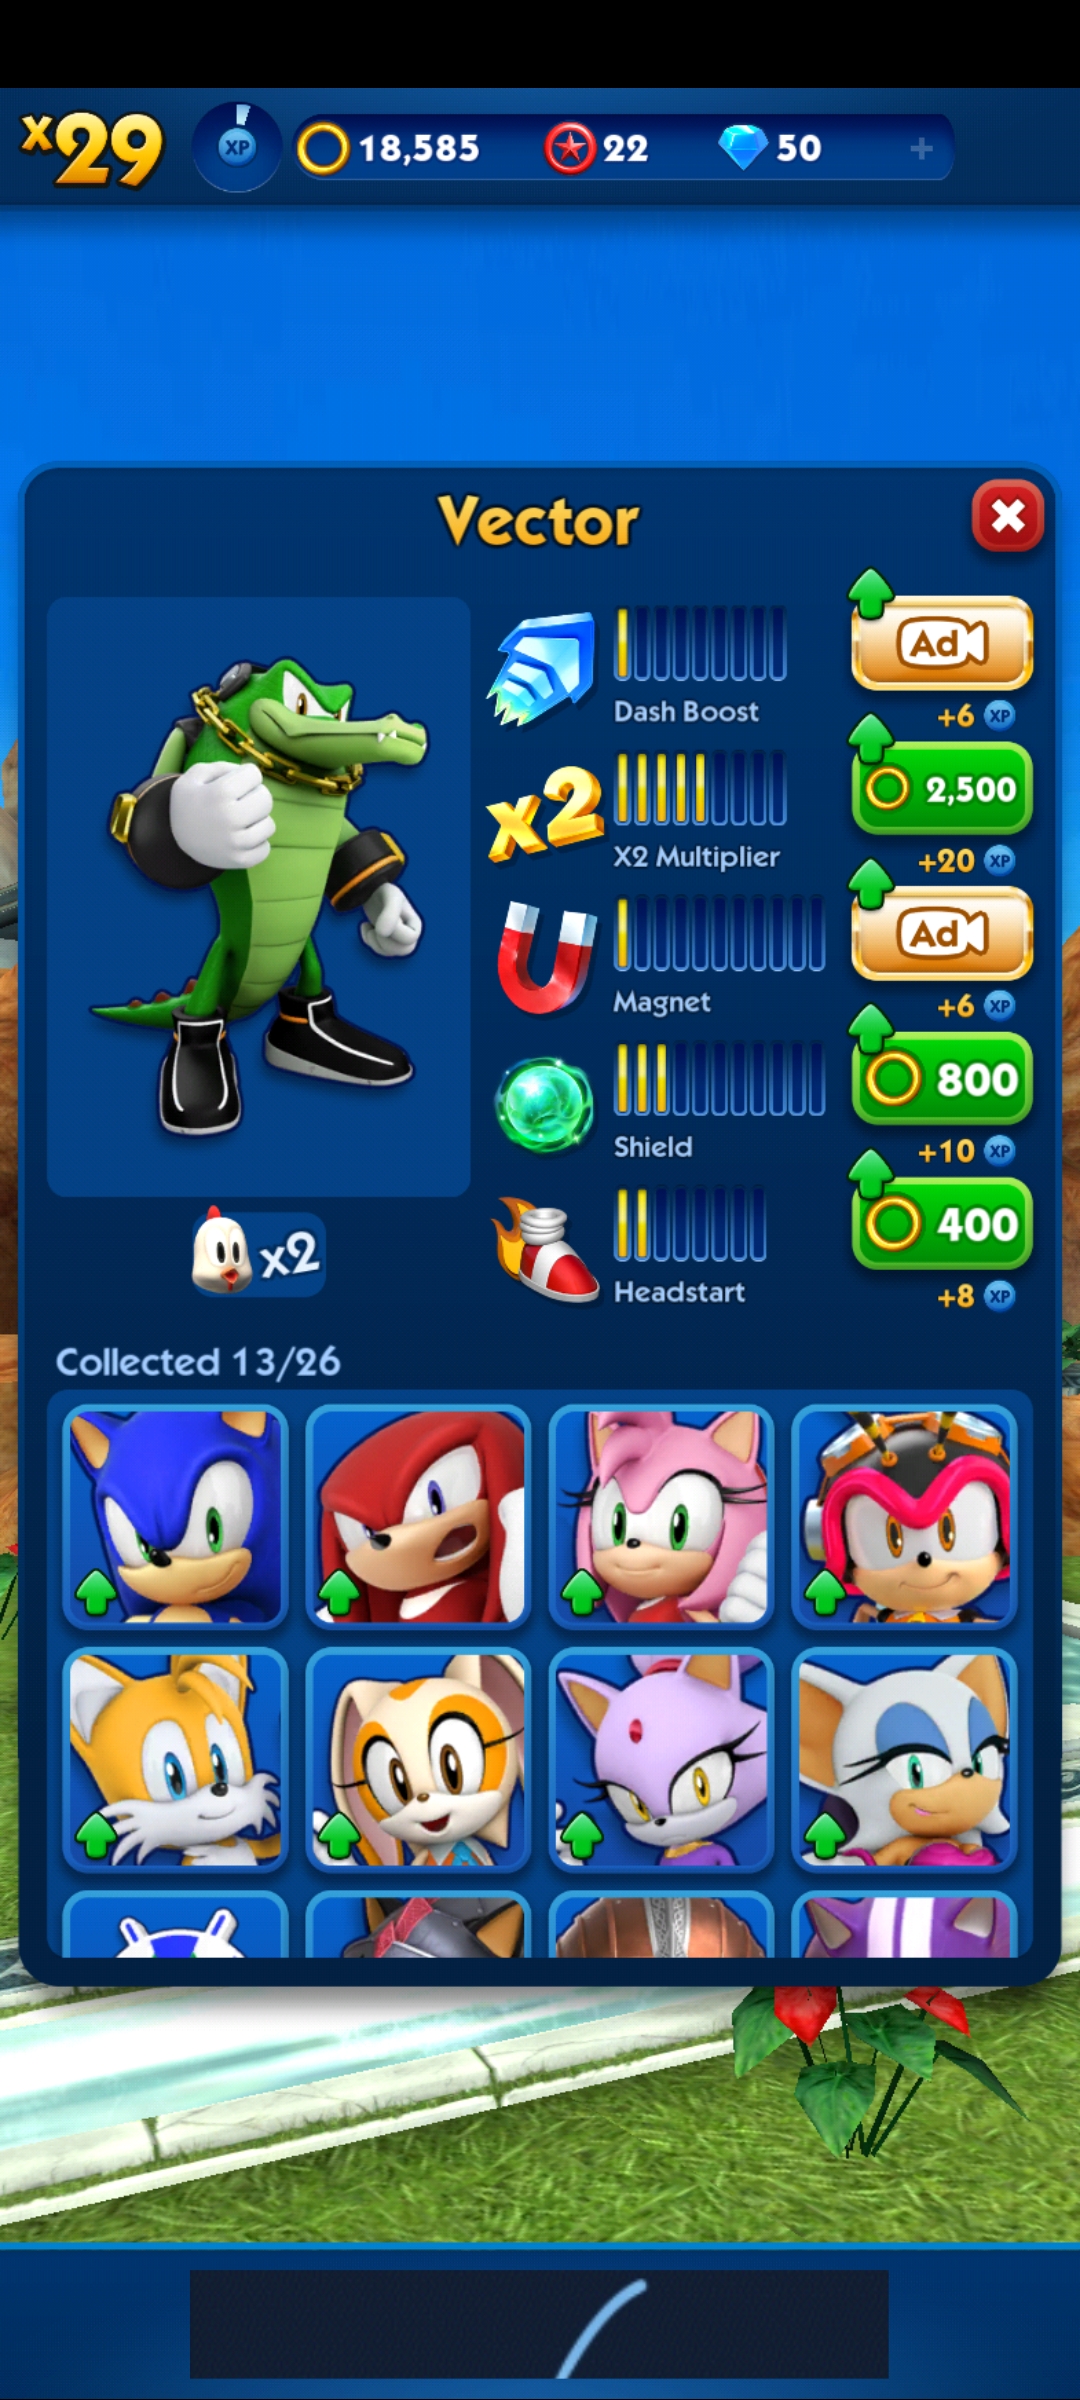 x29 XP 18,585 22 50 +
Vector
Ad
Dash Boost
+6 XP
x2
2,500
X2 Multiplier
+20 XP
Ad
Magnet
+6 XP
800
Shield
+10 XP
x2
400
Headstart
+8 XP
Collected 13/26